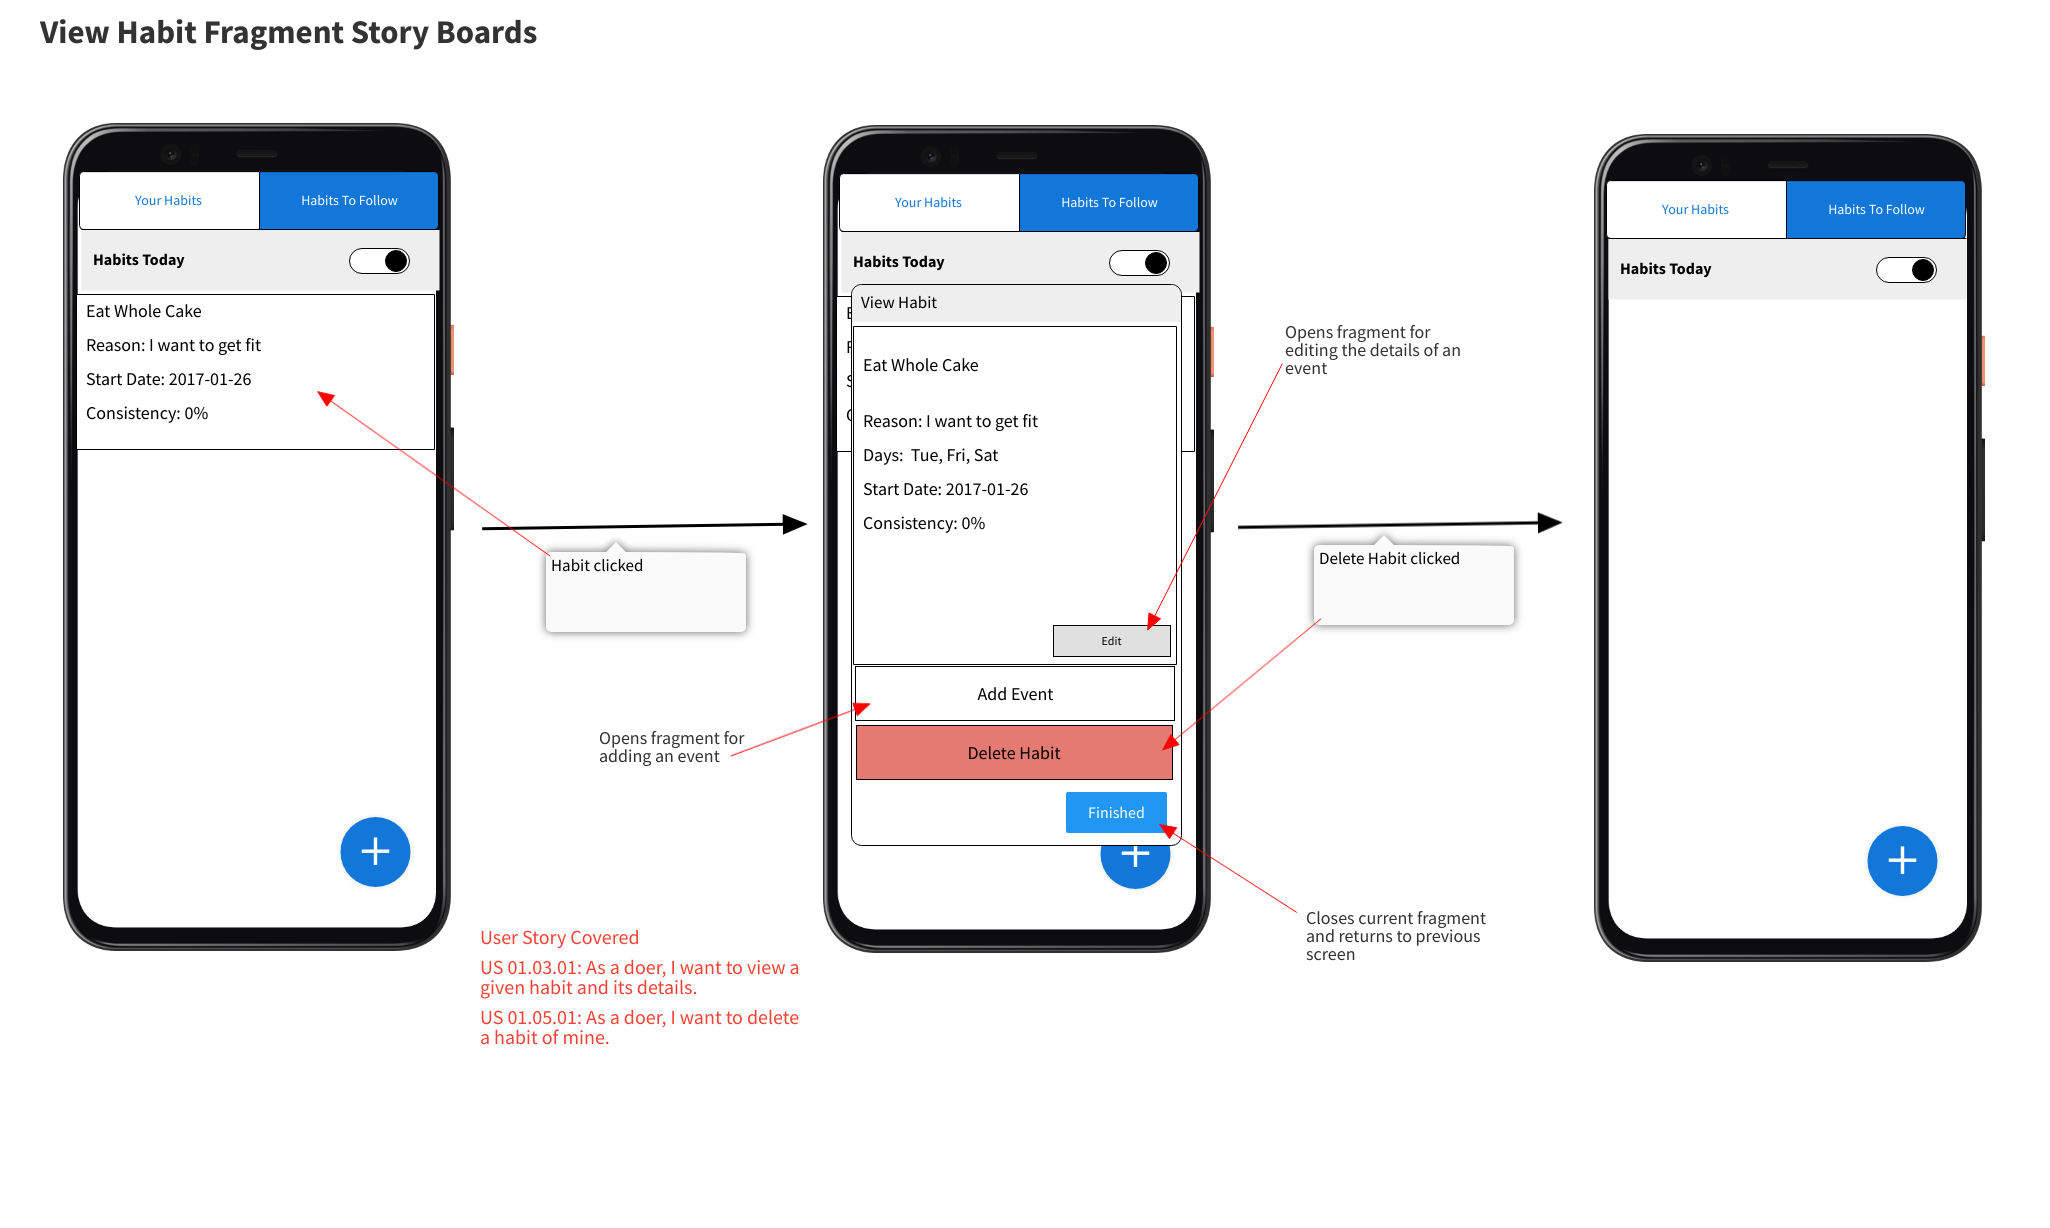 View Habit Fragment Story Boards
Your Habits
Habits To Follow
Habits Today
Eat Whole Cake
Reason: I want to get fit
Start Date: 2017-01-26
Consistency: 0%
Habit clicked
Your Habits
Habits To Follow
Habits Today
View Habit
Eat Whole Cake
Reason: I want to get fit
Days:  Tue, Fri, Sat
Start Date: 2017-01-26
Consistency: 0%
Edit
Add Event
Delete Habit
Finished
Opens fragment for
editing the details of an
event
Opens fragment for
adding an event
Delete Habit clicked
Closes current fragment
and returns to previous
screen
Your Habits
Habits To Follow
Habits Today
User Story Covered
US 01.03.01: As a doer, I want to view a
given habit and its details.
US 01.05.01: As a doer, I want to delete
a habit of mine.